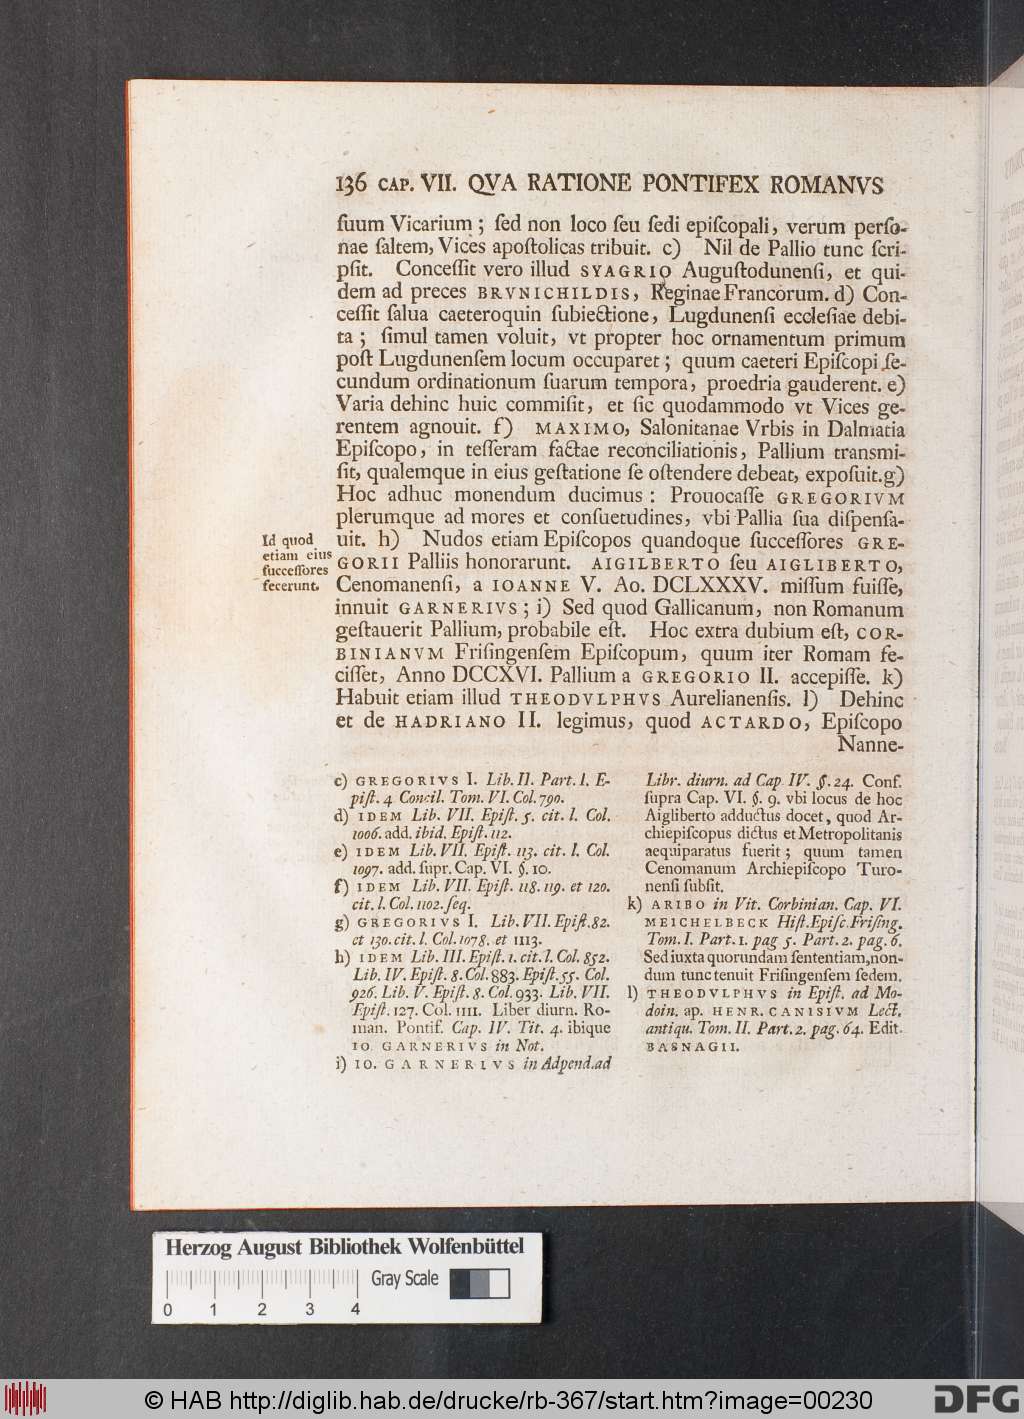 136 CAP. VII. QVA RATIONE PONTIFEX ROMANVS
ſuum Vicarium; ſed non loco ſeu ſedi epiſcopali, verum perſo-
nae ſaltem, Vices apoſtolicas tribuit. c) Nil de Pallio tunc ſcri-
pſit. Conceſſit vero illud SYAGRIO Auguſtodunenſi, et qui-
dem ad preces BRVNICHILDIS, Reginae Francorum. d) Con-
ceſſit ſalua caeteroquin ſubiectione, Lugdunenſi eccleſiae debi-
ta; ſimul tamen voluit, vt propter hoc ornamentum primum
poſt Lugdunenſem locum occuparet; quum caeteri Epiſcopi ſe-
cundum ordinationum ſuarum tempora, proedria gauderent. e)
Varia dehinc huic commiſit, et ſic quodammodo vt Vices ge-
rentem agnouit. f) MAXIMO, Salonitanae Vrbis in Dalmatia
Epiſcopo, in teſſeram factae reconciliationis, Pallium transmi-
ſit, qualemque in eius geſtatione ſe oſtendere debeat, expoſuit. g)
Hoc adhuc monendum ducimus: Prouocaſſe GREGORIVM
plerumque ad mores et conſuetudines, vbi Pallia ſua diſpenſa-
uit. h) Nudos etiam Epiſcopos quandoque ſucceſſores GRE-
GORII Palliis honorarunt. AIGILBERTO ſeu AIGLIBERTO,
Cenomanenſi, a IOANNE V. Ao. DCLXXXV. miſſum fuiſſe,
innuit GARNERIVS; i) Sed quod Gallicanum, non Romanum
geſtauerit Pallium, probabile eſt. Hoc extra dubium eſt, COR-
BINIANVM Friſingenſem Epiſcopum, quum iter Romam fe-
ciſſet, Anno DCCXVI. Pallium a GREGORIO II. accepiſſe. k)
Habuit etiam illud THEODVLPHVS Aurelianenſis. l) Dehinc
et de HADRIANO II. legimus, quod ACTARDO, Epiſcopo
Nanne-
Id quod
etiam eius
ſucceſſores
fecerunt.
c) GREGORIVS I. Lib. II. Part. I. E-
piſt. 4 Concil. Tom. VI. Col. 790.
d) IDEM Lib. VII. Epiſt. 5. cit. l. Col.
1006. add. ibid. Epiſt. 112.
e) IDEM Lib. VII. Epiſt. 113. cit. l. Col.
1097. add. ſupr. Cap. VI. §. 10.
f) IDEM Lib. VII. Epiſt. 118. 119. et 120.
cit. l. Col. 1102. ſeq.
g) GREGORIVS I. Lib. VII. Epiſt. 82.
et 130. cit. l. Col. 1078. et 1113.
h) IDEM Lib. III. Epiſt. 1. cit. l. Col. 852.
Lib. IV. Epiſt. 8. Col. 883. Epiſt. 55. Col.
926. Lib. V. Epiſt. 8. Col. 933. Lib. VII.
Epiſt. 127. Col. 1111. Liber diurn. Ro-
man. Pontif. Cap. IV. Tit. 4. ibique
IO. GARNERIVS in Not.
i) IO. GARNERIVS in Adpend. ad
Libr. diurn. ad Cap IV. §. 24. Conf.
ſupra Cap. VI. §. 9. vbi locus de hoc
Aigliberto adductus docet, quod Ar-
chiepiſcopus dictus et Metropolitanis
aequiparatus fuerit; quum tamen
Cenomanum Archiepiſcopo Turo-
nenſi ſubſit.
k) ARIBO in Vit. Corbinian. Cap. VI.
MEICHELBECK Hiſt. Epiſc. Friſing.
Tom. I. Part. 1. pag 5. Part. 2. pag. 6.
Sed iuxta quorundam ſententiam, non-
dum tunc tenuit Friſingenſem ſedem.
l) THEODVLPHVS in Epiſt. ad Mo-
doin. ap. HENR. CANISIVM Lect.
antiqu. Tom. II. Part. 2. pag. 64. Edit.
BASNAGII.
Herzog August Bibliothek Wolfenbüttel
Gray Scale
0 1 2 3 4
© HAB http://diglib.hab.de/drucke/rb-367/start.htm?image=00230
DFG